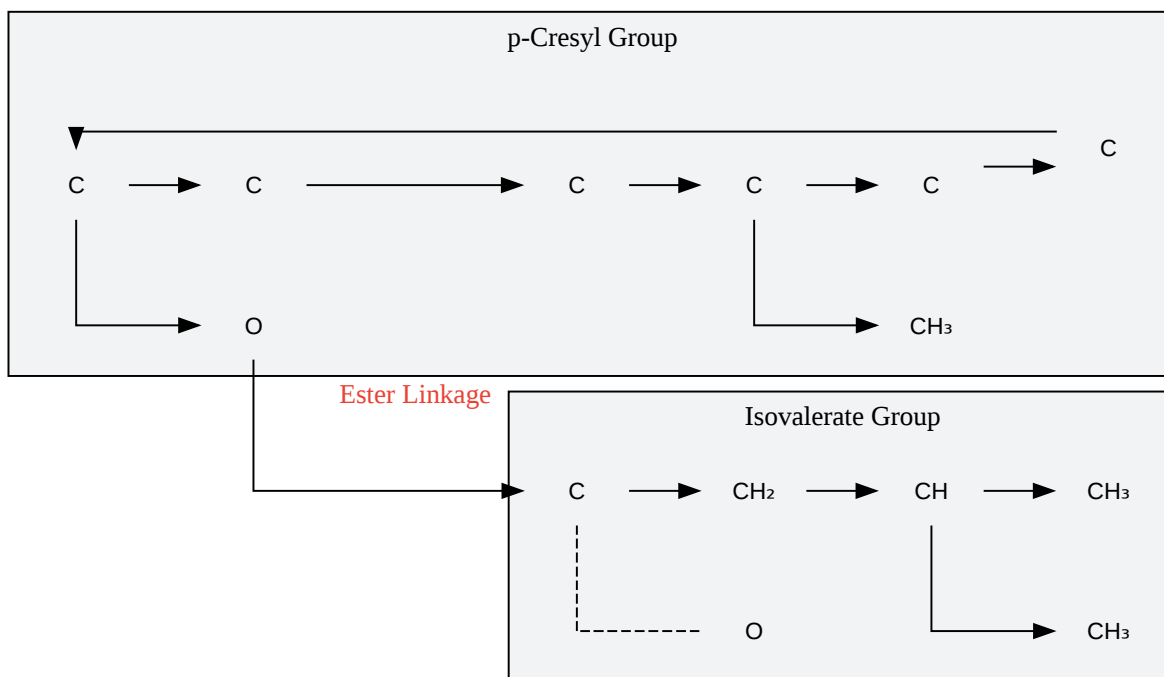 p-Cresyl Group
C
C C C C C
O CH₃
Ester Linkage
Isovalerate Group
C CH₂ CH CH₃
O CH₃